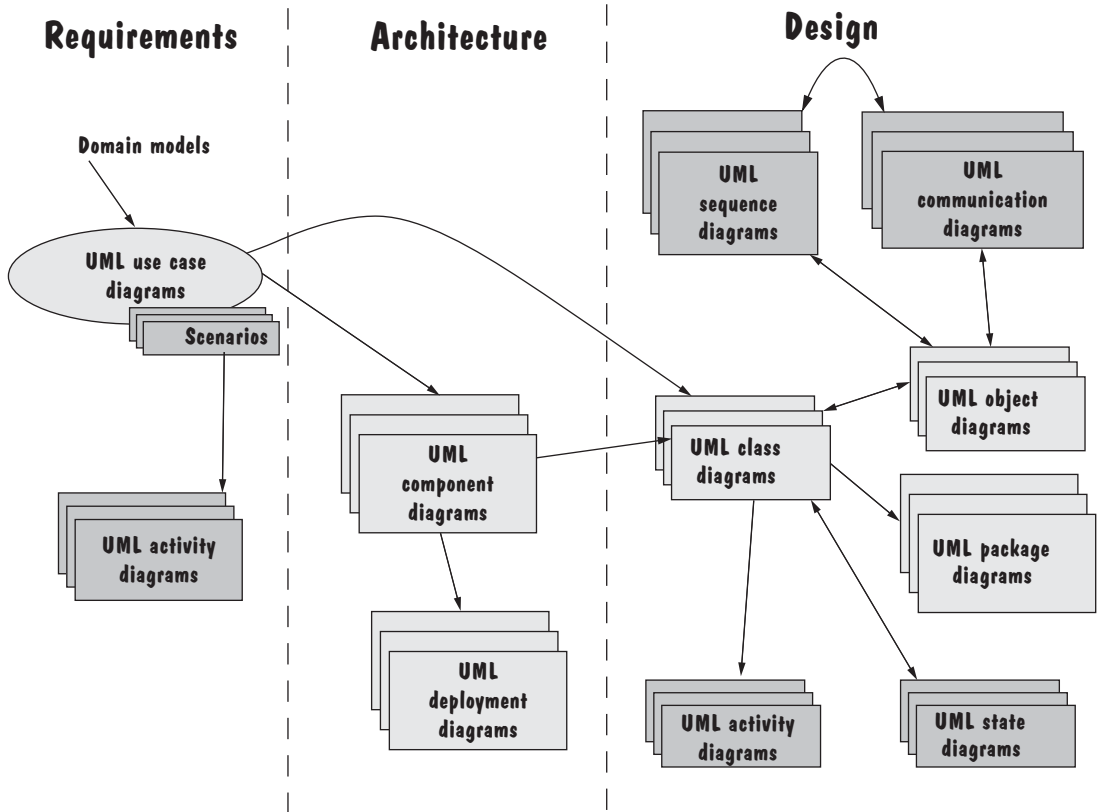 Requirements
Architecture
Design
Domain models
UML use case
diagrams
Scenarios
UML activity
diagrams
UML
component
diagrams
UML
deployment
diagrams
UML
sequence
diagrams
UML
communication
diagrams
UML object
diagrams
UML class
diagrams
UML package
diagrams
UML activity
diagrams
UML state
diagrams